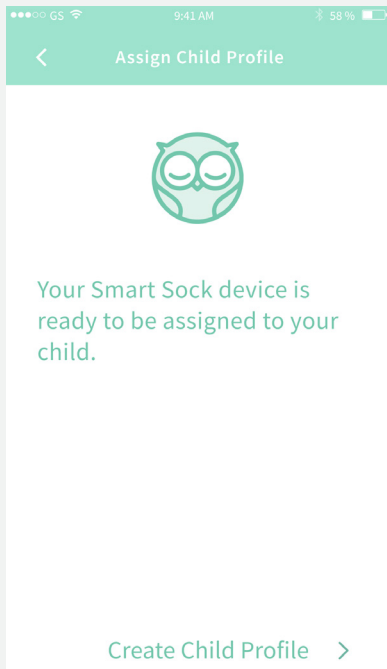 GS 9:41 AM 58 %
Assign Child Profile
Your Smart Sock device is
ready to be assigned to your
child.
Create Child Profile